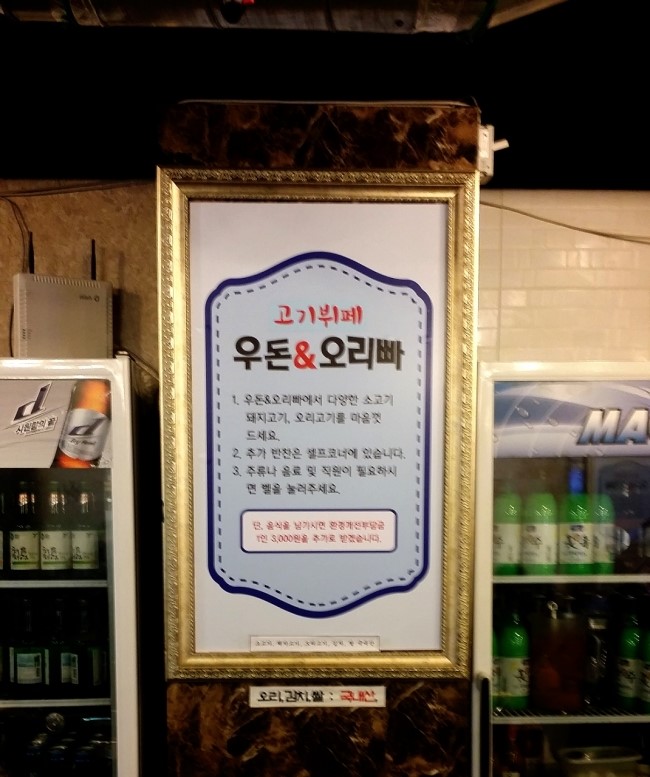 고기뷔페
우돈&오리빠
1. 우돈&오리빠에서 다양한 소고기
돼지고기, 오리고기를 마음껏
드세요.
2. 추가 반찬은 셀프코너에 있습니다.
3. 주류나 음료 및 직원이 필요하시
면 벨을 눌러주세요.
단, 음식을 남기시면 환경개선부담금
1인 3,000원을 추가로 받겠습니다.
오리,김치,쌀 : 국내산.
d
MA